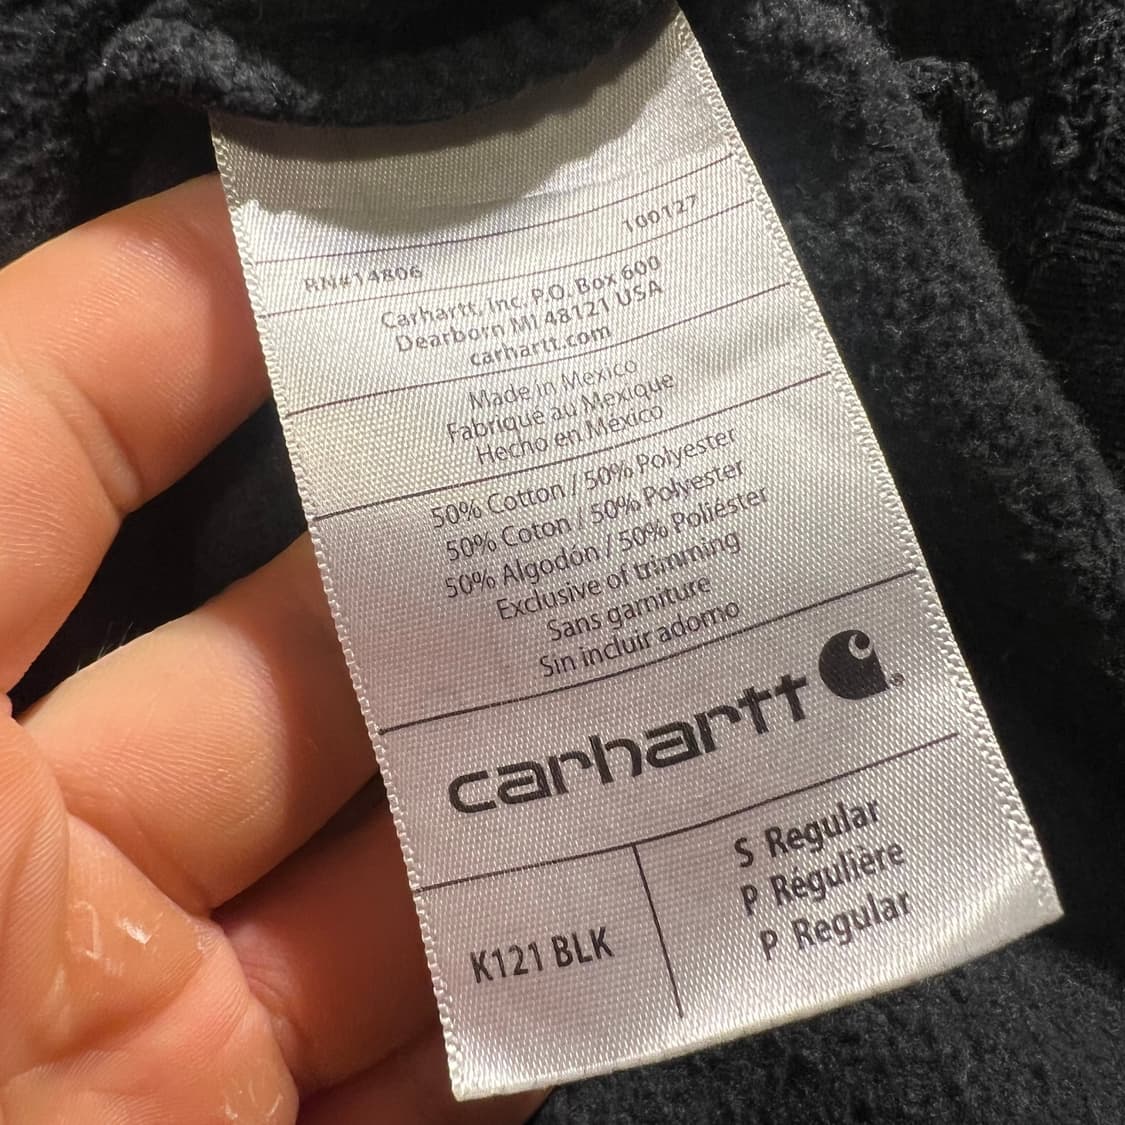 RN#14806 100127
Carhartt, Inc. P.O. Box 600
Dearborn MI 48121 USA
carhartt.com
Made in Mexico
Fabriqué au Mexique
Hecho en México
50% Cotton / 50% Polyester
50% Coton / 50% Polyester
50% Algodón / 50% Poliéster
Exclusive of trimming
Sans garniture
Sin incluir adorno
carhartt
K121 BLK
S Regular
P Régulière
P Regular